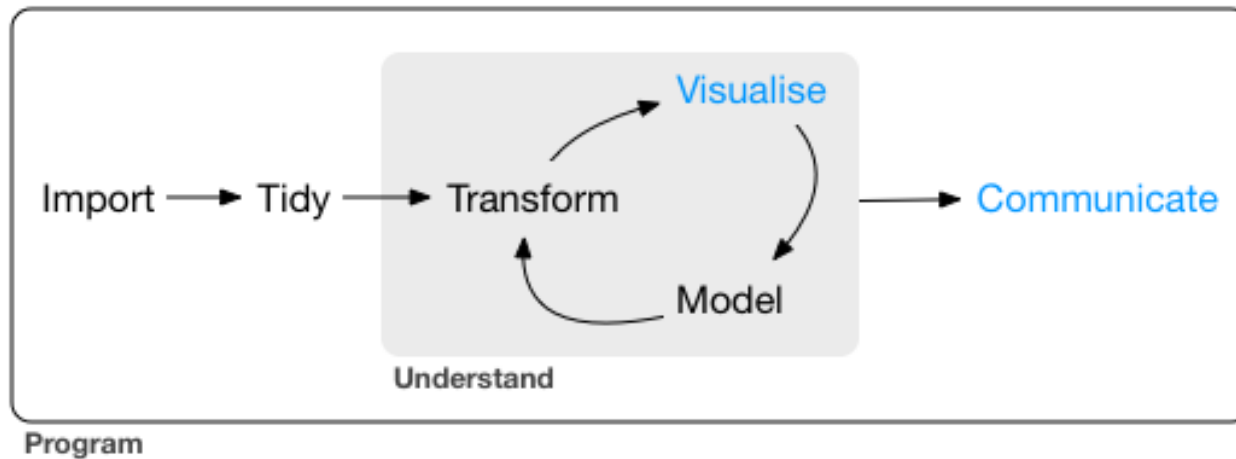 Visualise
Import
Tidy
Transform
Communicate
Model
Understand
Program